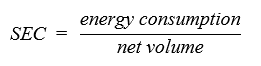 SEC = energy consumption / net volume